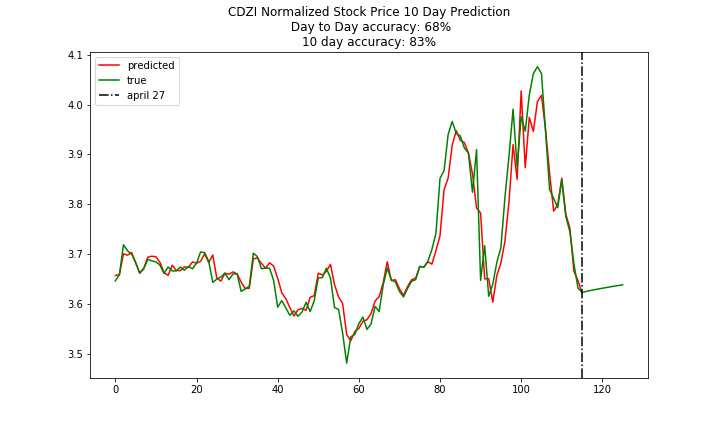 CDZI Normalized Stock Price 10 Day Prediction
Day to Day accuracy: 68%
10 day accuracy: 83%
predicted
true
april 27
4.1
4.0
3.9
3.8
3.7
3.6
3.5
0 20 40 60 80 100 120